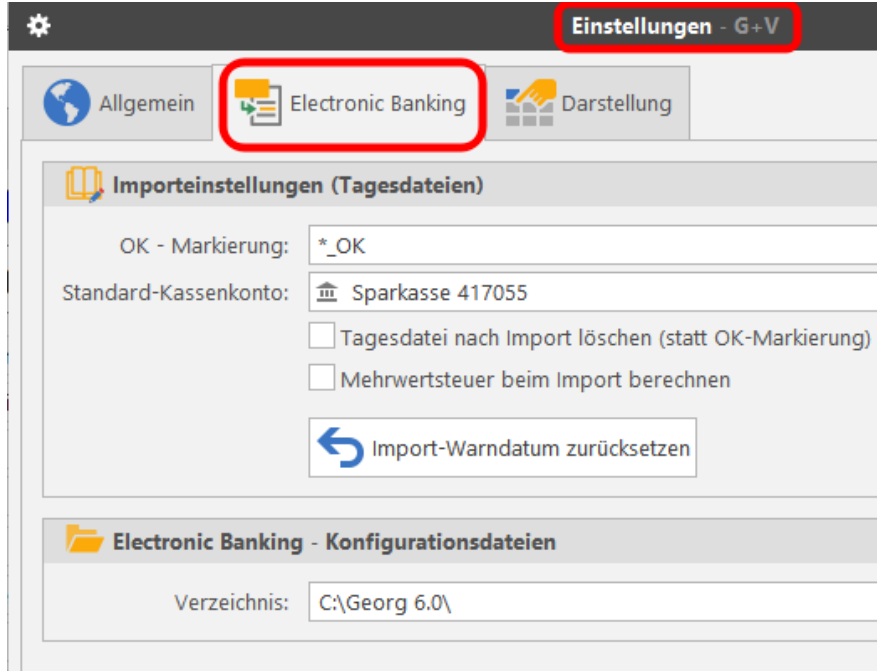 Einstellungen - G+V
Allgemein Electronic Banking Darstellung
Importeinstellungen (Tagesdateien)
OK - Markierung: *_OK
Standard-Kassenkonto: Sparkasse 417055
Tagesdatei nach Import löschen (statt OK-Markierung)
Mehrwertsteuer beim Import berechnen
Import-Warndatum zurücksetzen
Electronic Banking - Konfigurationsdateien
Verzeichnis: C:\Georg 6.0\